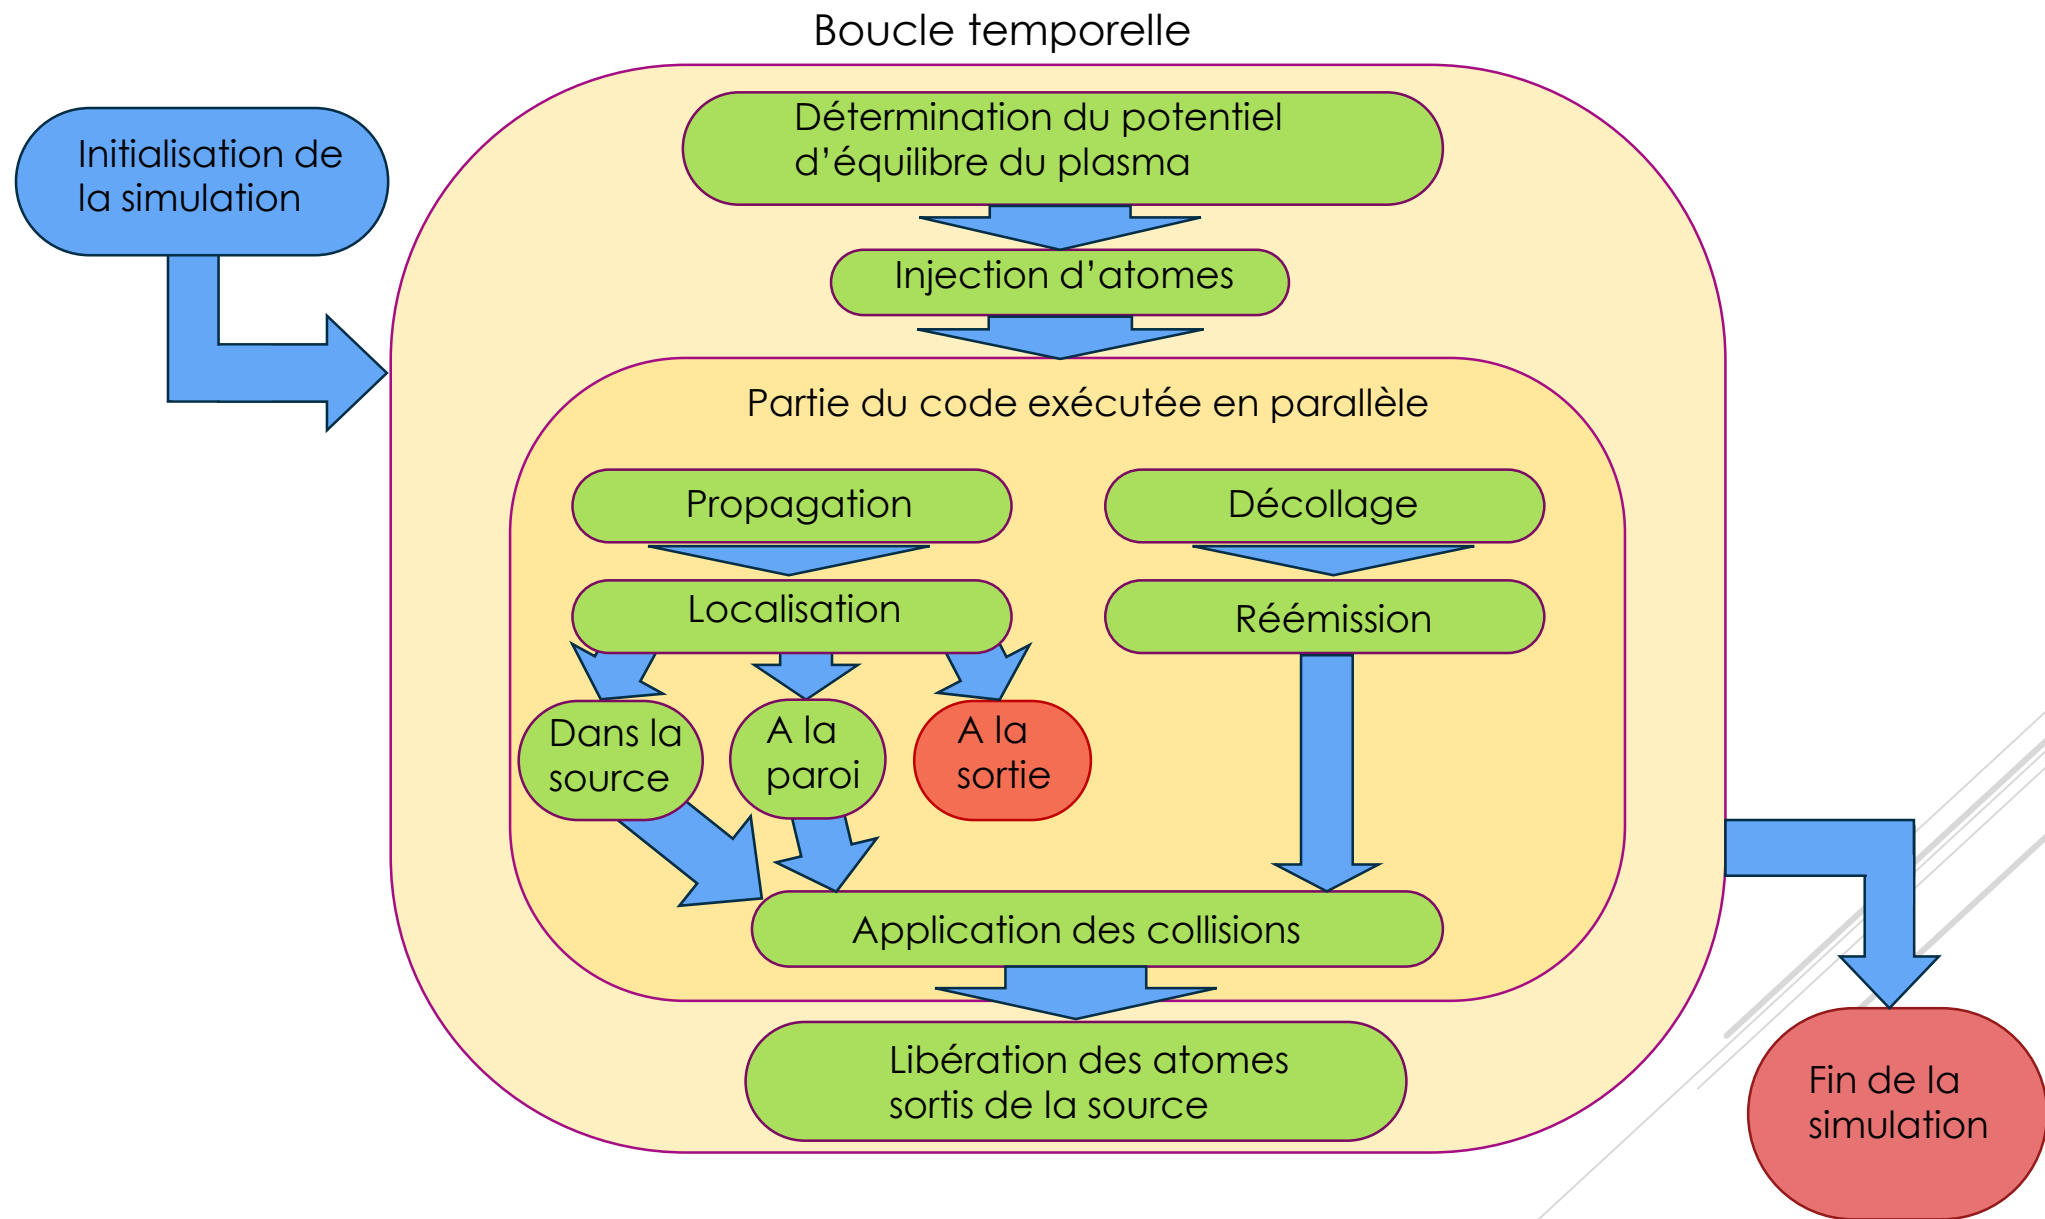 Boucle temporelle
Initialisation de
la simulation
Détermination du potentiel
d’équilibre du plasma
Injection d’atomes
Partie du code exécutée en parallèle
Propagation
Décollage
Localisation
Réémission
Dans la
source
A la
paroi
A la
sortie
Application des collisions
Libération des atomes
sortis de la source
Fin de la
simulation